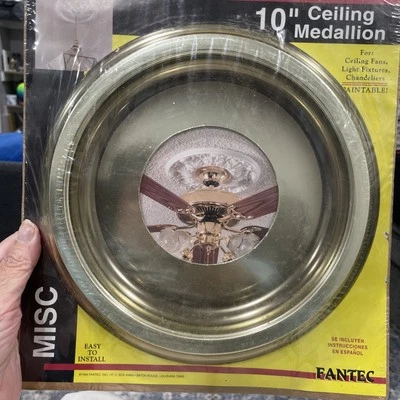 10" Ceiling
Medallion
For:
Ceiling Fans,
Light Fixtures,
Chandeliers
PAINTABLE!
MISC
EASY
TO
INSTALL
SE INCLUYEN
INSTRUCCIONES
EN ESPAÑOL
FANTEC